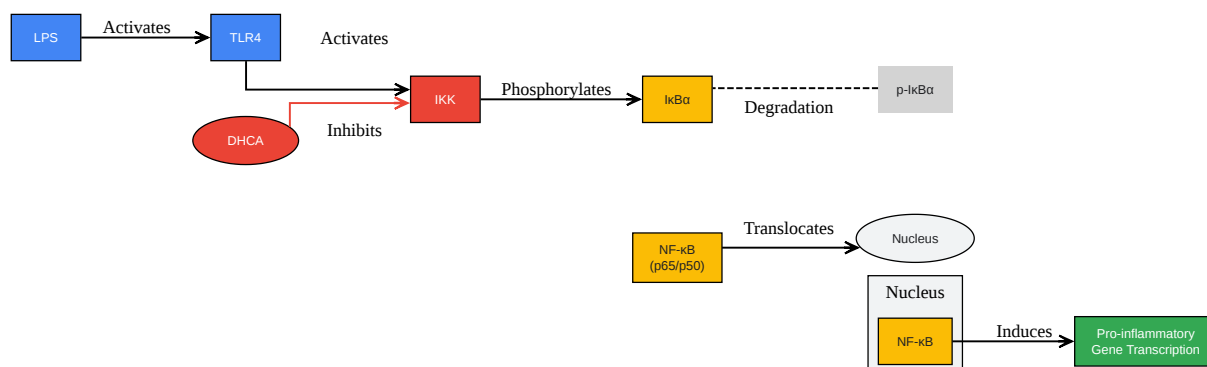 LPS
Activates
TLR4
Activates
IKK
Phosphorylates
IκBα
Degradation
p-IκBα
DHCA
Inhibits
NF-κB
(p65/p50)
Translocates
Nucleus
Nucleus
NF-κB
Induces
Pro-inflammatory
Gene Transcription